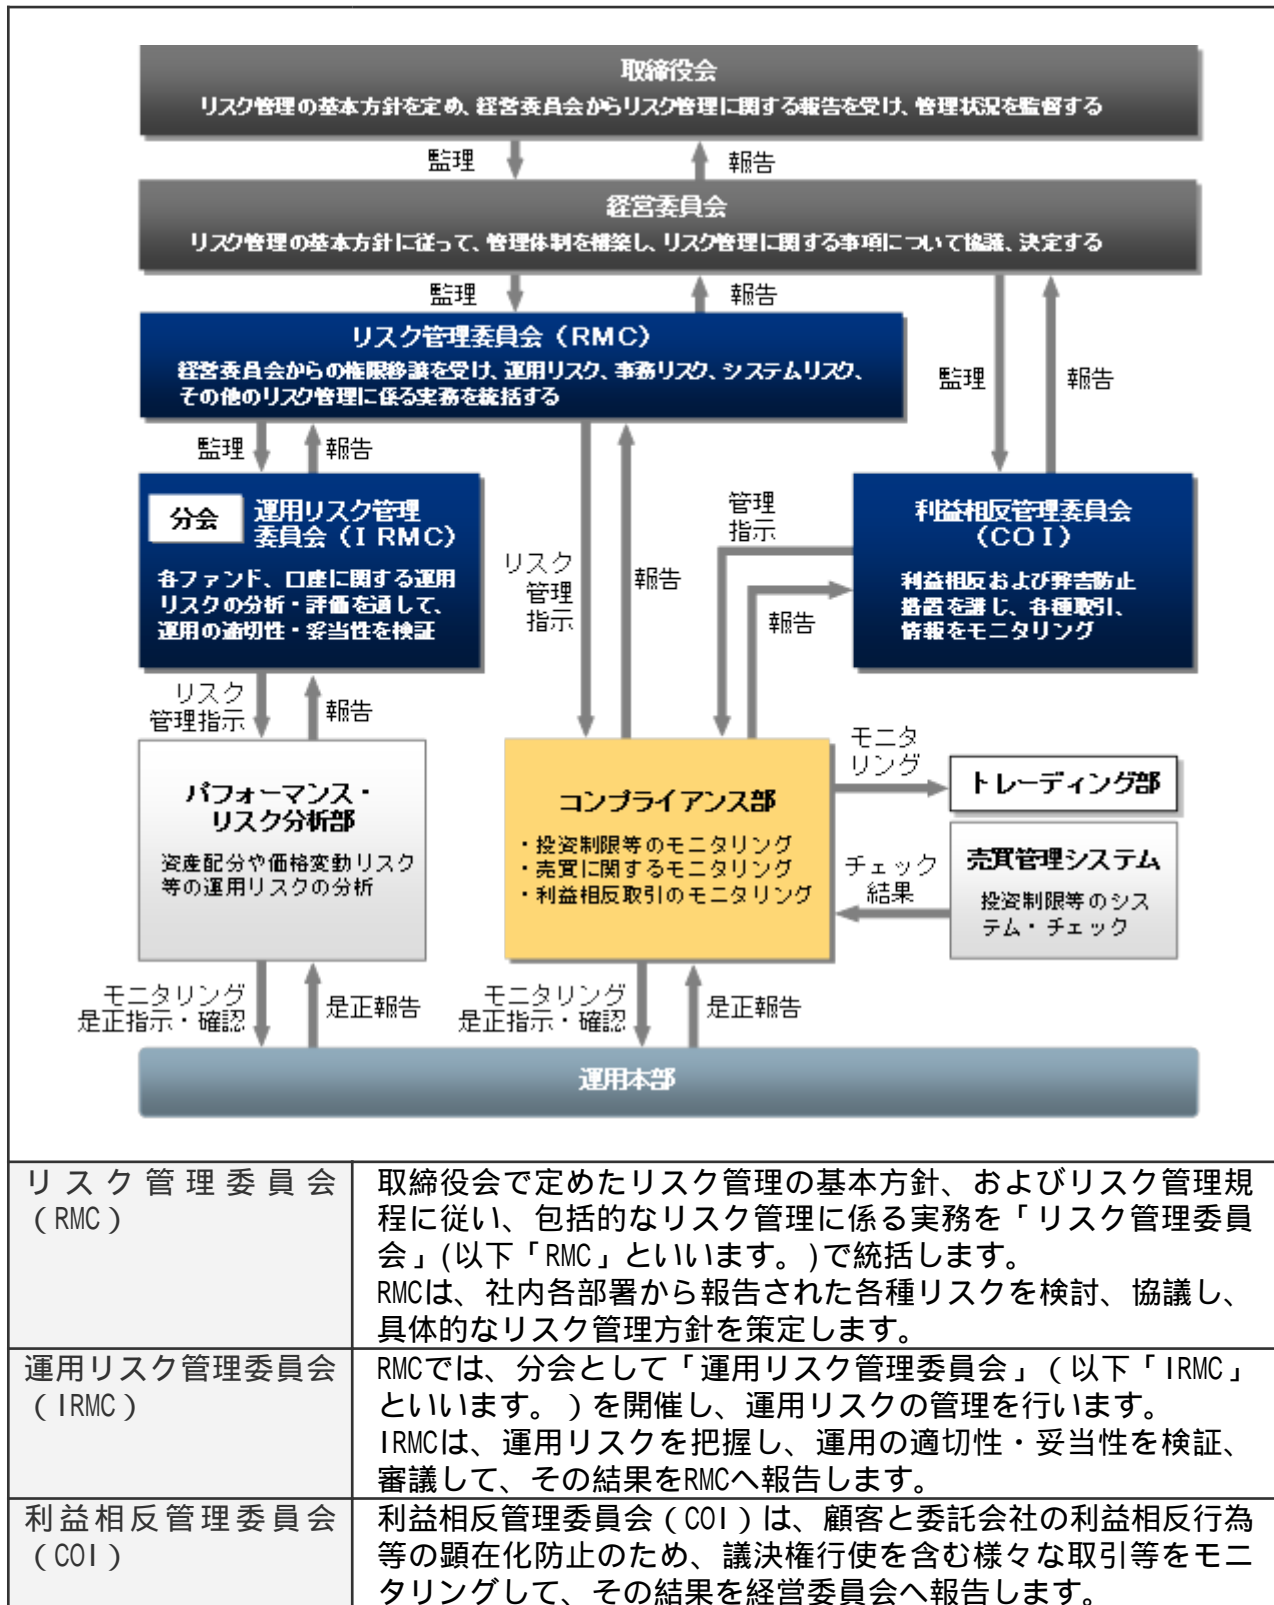 取締役会
リスク管理の基本方針を定め、経営委員会からリスク管理に関する報告を受け、管理状況を監督する
監理
報告
経営委員会
リスク管理の基本方針に従って、管理体制を構築し、リスク管理に関する事項について協議、決定する
監理
報告
リスク管理委員会（RMC）
経営委員会からの権限移譲を受け、運用リスク、事務リスク、システムリスク、
その他のリスク管理に係る実務を統括する
監理
報告
監理
報告
分会
運用リスク管理
委員会（IRMC）
各ファンド、口座に関する運用
リスクの分析・評価を通して、
運用の適切性・妥当性を検証
リスク
管理
指示
報告
管理
指示
報告
利益相反管理委員会
（COI）
利益相反および弊害防止
措置を講じ、各種取引、
情報をモニタリング
リスク
管理指示
報告
パフォーマンス・
リスク分析部
資産配分や価格変動リスク
等の運用リスクの分析
コンプライアンス部
・投資制限等のモニタリング
・売買に関するモニタリング
・利益相反取引のモニタリング
モニタ
リング
トレーディング部
チェック
結果
売買管理システム
投資制限等のシス
テム・チェック
モニタリング
是正指示・確認
是正報告
モニタリング
是正指示・確認
是正報告
運用本部
リスク管理委員会
（RMC）
取締役会で定めたリスク管理の基本方針、およびリスク管理規
程に従い、包括的なリスク管理に係る実務を「リスク管理委員
会」(以下「RMC」といいます。)で統括します。
RMCは、社内各部署から報告された各種リスクを検討、協議し、
具体的なリスク管理方針を策定します。
運用リスク管理委員会
（IRMC）
RMCでは、分会として「運用リスク管理委員会」（以下「IRMC」
といいます。）を開催し、運用リスクの管理を行います。
IRMCは、運用リスクを把握し、運用の適切性・妥当性を検証、
審議して、その結果をRMCへ報告します。
利益相反管理委員会
（COI）
利益相反管理委員会（COI）は、顧客と委託会社の利益相反行為
等の顕在化防止のため、議決権行使を含む様々な取引等をモニ
タリングして、その結果を経営委員会へ報告します。